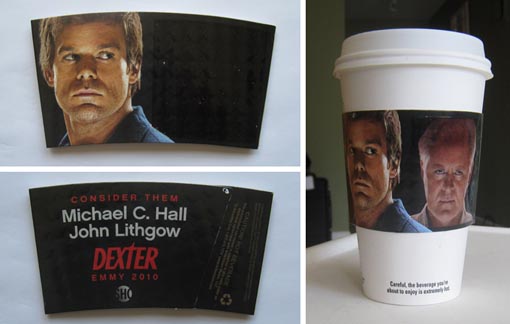 CONSIDER THEM
Michael C. Hall
John Lithgow
DEXTER
EMMY 2010
SHO
Careful, the beverage you're
about to enjoy is extremely hot.